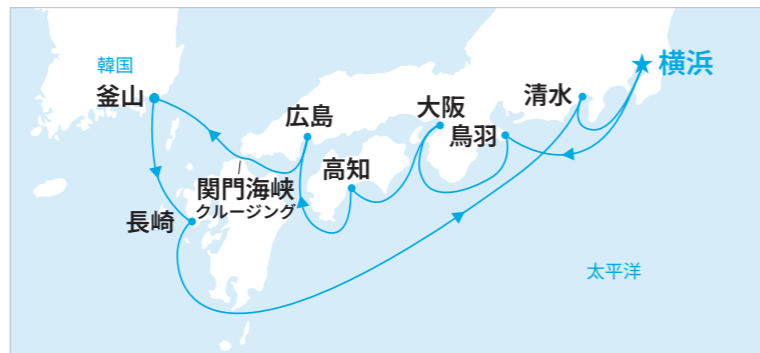 韓国
釜山
横浜
清水
大阪
鳥羽
広島
高知
関門海峡
クルージング
長崎
太平洋